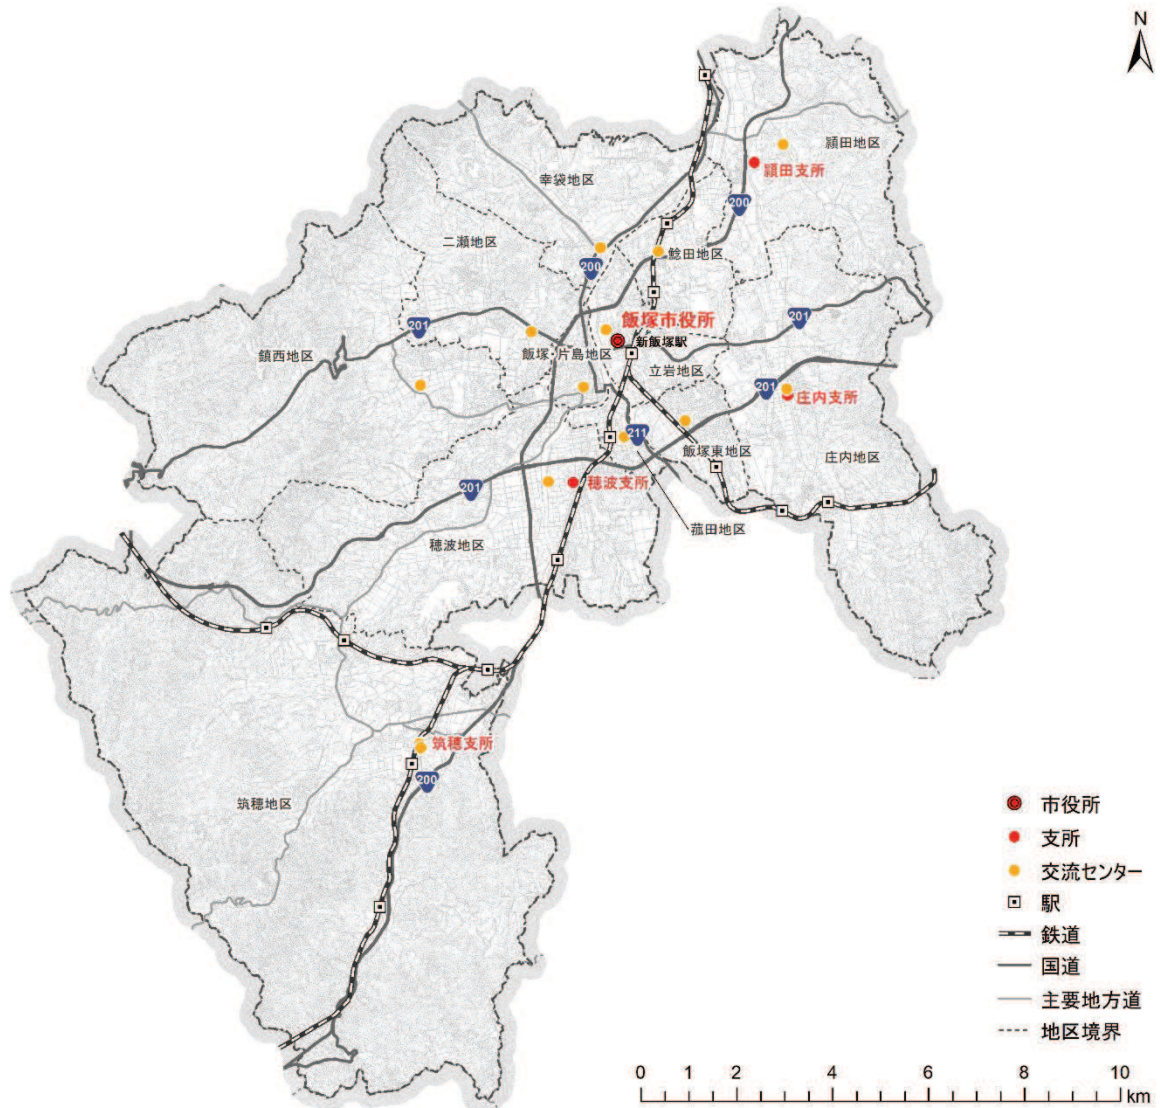 N
頴田地区
頴田支所
幸袋地区
200
二瀬地区
鯰田地区
200
201
飯塚市役所
新飯塚駅
201
鎮西地区
飯塚・片島地区
立岩地区
201
庄内支所
211
飯塚東地区
庄内地区
201
穂波支所
菰田地区
穂波地区
筑穂支所
200
筑穂地区
市役所
支所
交流センター
駅
鉄道
国道
主要地方道
地区境界
0 1 2 4 6 8 10
km